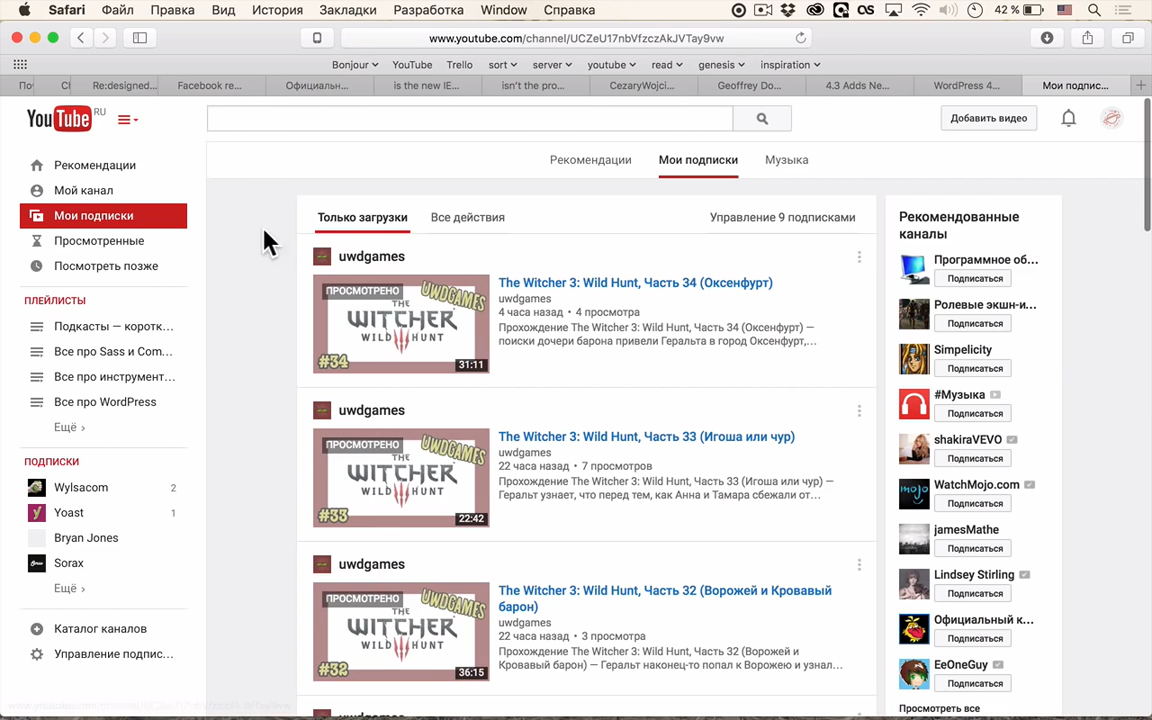 Safari Файл Правка Вид История Закладки Разработка Window Справка 42 %
www.youtube.com/channel/UCZeU17nbVfzczAkJVTay9vw
Bonjour YouTube Trello sort server youtube read genesis inspiration
Re:designed... Facebook re... Официальн... is the new IE... isn't the pro... CezaryWojci... Geoffrey Do... 4.3 Adds Ne... WordPress 4... Мои подпис...
YouTube RU
Добавить видео
Рекомендации Мои подписки Музыка
Рекомендации
Мой канал
Мои подписки
Просмотренные
Посмотреть позже
ПЛЕЙЛИСТЫ
Подкасты — коротк...
Все про Sass и Com...
Все про инструмент...
Все про WordPress
Ещё ›
ПОДПИСКИ
Wylsacom 2
Yoast 1
Bryan Jones
Sorax
Ещё ›
Каталог каналов
Управление подпис...
Только загрузки Все действия Управление 9 подписками
uwdgames
ПРОСМОТРЕНО
UWDGAMES
THE
WITCHER
WILD HUNT
#34
31:11
The Witcher 3: Wild Hunt, Часть 34 (Оксенфурт)
uwdgames
4 часа назад • 4 просмотра
Прохождение The Witcher 3: Wild Hunt, Часть 34 (Оксенфурт) —
поиски дочери барона привели Геральта в город Оксенфурт,...
uwdgames
ПРОСМОТРЕНО
UWDGAMES
THE
WITCHER
WILD HUNT
#33
22:42
The Witcher 3: Wild Hunt, Часть 33 (Игоша или чур)
uwdgames
22 часа назад • 7 просмотров
Прохождение The Witcher 3: Wild Hunt, Часть 33 (Игоша или чур) —
Геральт узнает, что перед тем, как Анна и Тамара сбежали от...
uwdgames
ПРОСМОТРЕНО
UWDGAMES
THE
WITCHER
WILD HUNT
#32
36:15
The Witcher 3: Wild Hunt, Часть 32 (Ворожей и Кровавый
барон)
uwdgames
22 часа назад • 3 просмотра
Прохождение The Witcher 3: Wild Hunt, Часть 32 (Ворожей и
Кровавый барон) — Геральт наконец-то попал к Ворожею и узнал...
Рекомендованные
каналы
Программное об...
Подписаться
Ролевые экшн-и...
Подписаться
Simpelicity
Подписаться
#Музыка
Подписаться
shakiraVEVO
Подписаться
WatchMojo.com
Подписаться
jamesMathe
Подписаться
Lindsey Stirling
Подписаться
Официальный к...
Подписаться
EeOneGuy
Подписаться
Просмотреть все